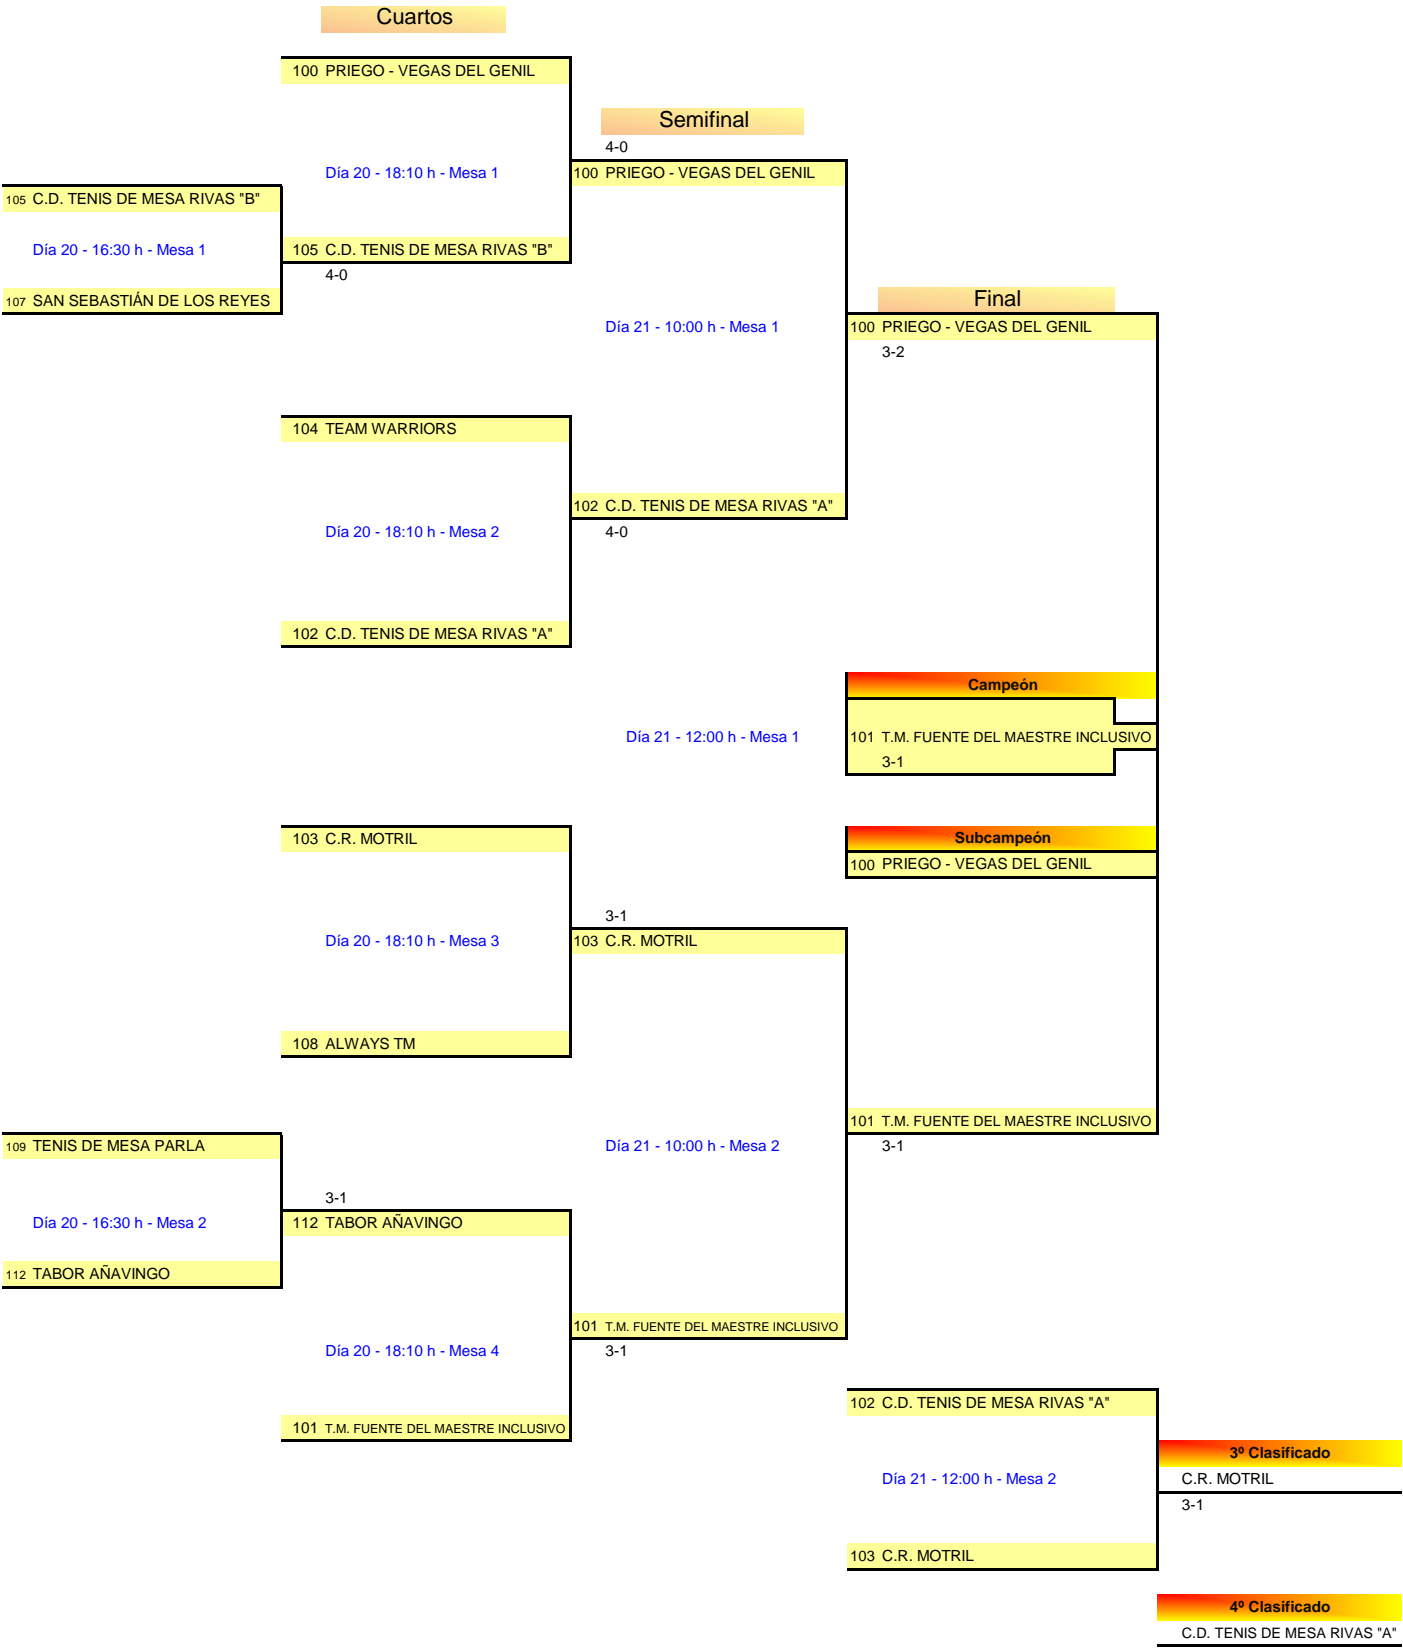 Cuartos
100 PRIEGO - VEGAS DEL GENIL
Semifinal
4-0
Día 20 - 18:10 h - Mesa 1
100 PRIEGO - VEGAS DEL GENIL
105 C.D. TENIS DE MESA RIVAS "B"
Día 20 - 16:30 h - Mesa 1
105 C.D. TENIS DE MESA RIVAS "B"
4-0
107 SAN SEBASTIÁN DE LOS REYES
Final
Día 21 - 10:00 h - Mesa 1
100 PRIEGO - VEGAS DEL GENIL
3-2
104 TEAM WARRIORS
102 C.D. TENIS DE MESA RIVAS "A"
Día 20 - 18:10 h - Mesa 2
4-0
102 C.D. TENIS DE MESA RIVAS "A"
Campeón
Día 21 - 12:00 h - Mesa 1
101 T.M. FUENTE DEL MAESTRE INCLUSIVO
3-1
103 C.R. MOTRIL
Subcampeón
100 PRIEGO - VEGAS DEL GENIL
3-1
Día 20 - 18:10 h - Mesa 3
103 C.R. MOTRIL
108 ALWAYS TM
101 T.M. FUENTE DEL MAESTRE INCLUSIVO
109 TENIS DE MESA PARLA
Día 21 - 10:00 h - Mesa 2
3-1
3-1
Día 20 - 16:30 h - Mesa 2
112 TABOR AÑAVINGO
112 TABOR AÑAVINGO
101 T.M. FUENTE DEL MAESTRE INCLUSIVO
Día 20 - 18:10 h - Mesa 4
3-1
102 C.D. TENIS DE MESA RIVAS "A"
101 T.M. FUENTE DEL MAESTRE INCLUSIVO
3º Clasificado
Día 21 - 12:00 h - Mesa 2
C.R. MOTRIL
3-1
103 C.R. MOTRIL
4º Clasificado
C.D. TENIS DE MESA RIVAS "A"